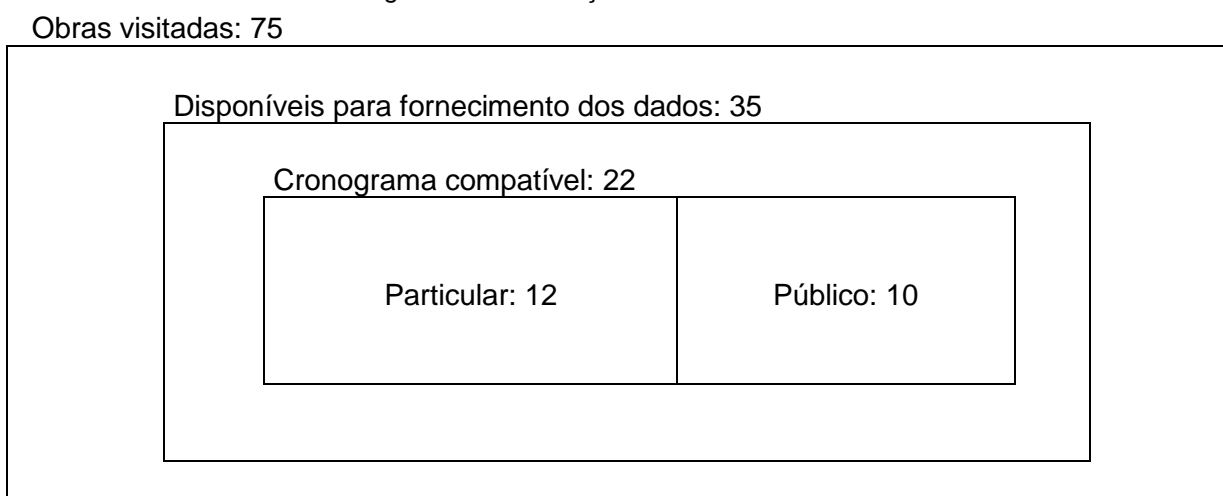 Obras visitadas: 75
Disponíveis para fornecimento dos dados: 35
Cronograma compatível: 22
Particular: 12
Público: 10